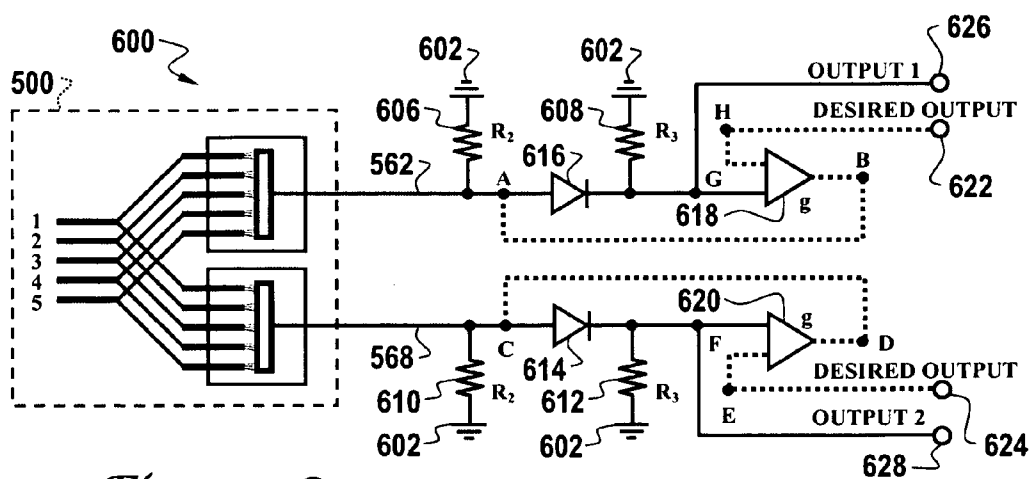 600
500
602
602
626
OUTPUT 1
606
R2
608
R3
H
DESIRED OUTPUT
616
562
A
G
B
622
618
g
1
2
3
4
5
620
g
C
F
D
568
614
E
DESIRED OUTPUT
610
R2
612
R3
OUTPUT 2
624
602
602
628